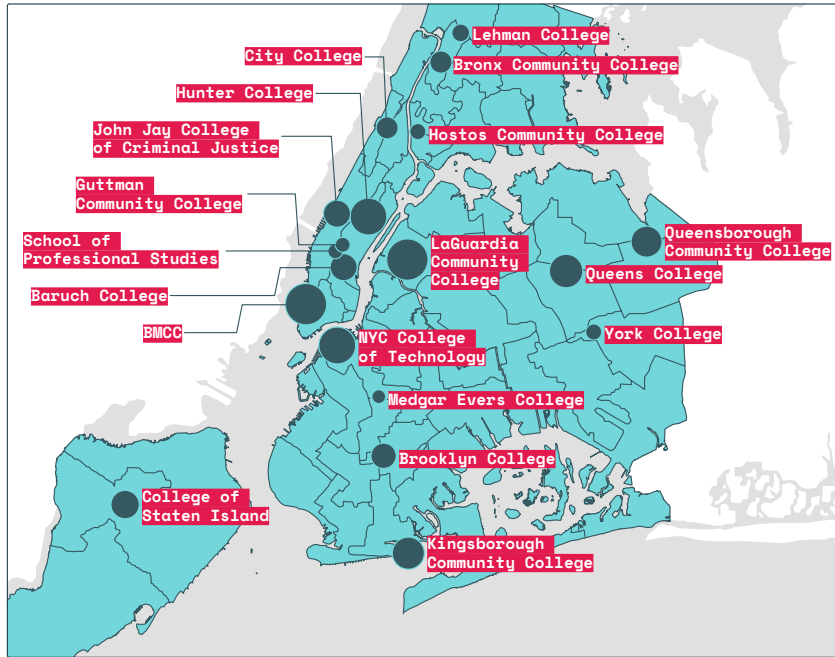 Lehman College
City College
Bronx Community College
Hunter College
John Jay College
of Criminal Justice
Hostos Community College
Guttman
Community College
School of
Professional Studies
LaGuardia
Community
College
Queensborough
Community College
Queens College
Baruch College
BMCC
NYC College
of Technology
York College
Medgar Evers College
Brooklyn College
College of
Staten Island
Kingsborough
Community College